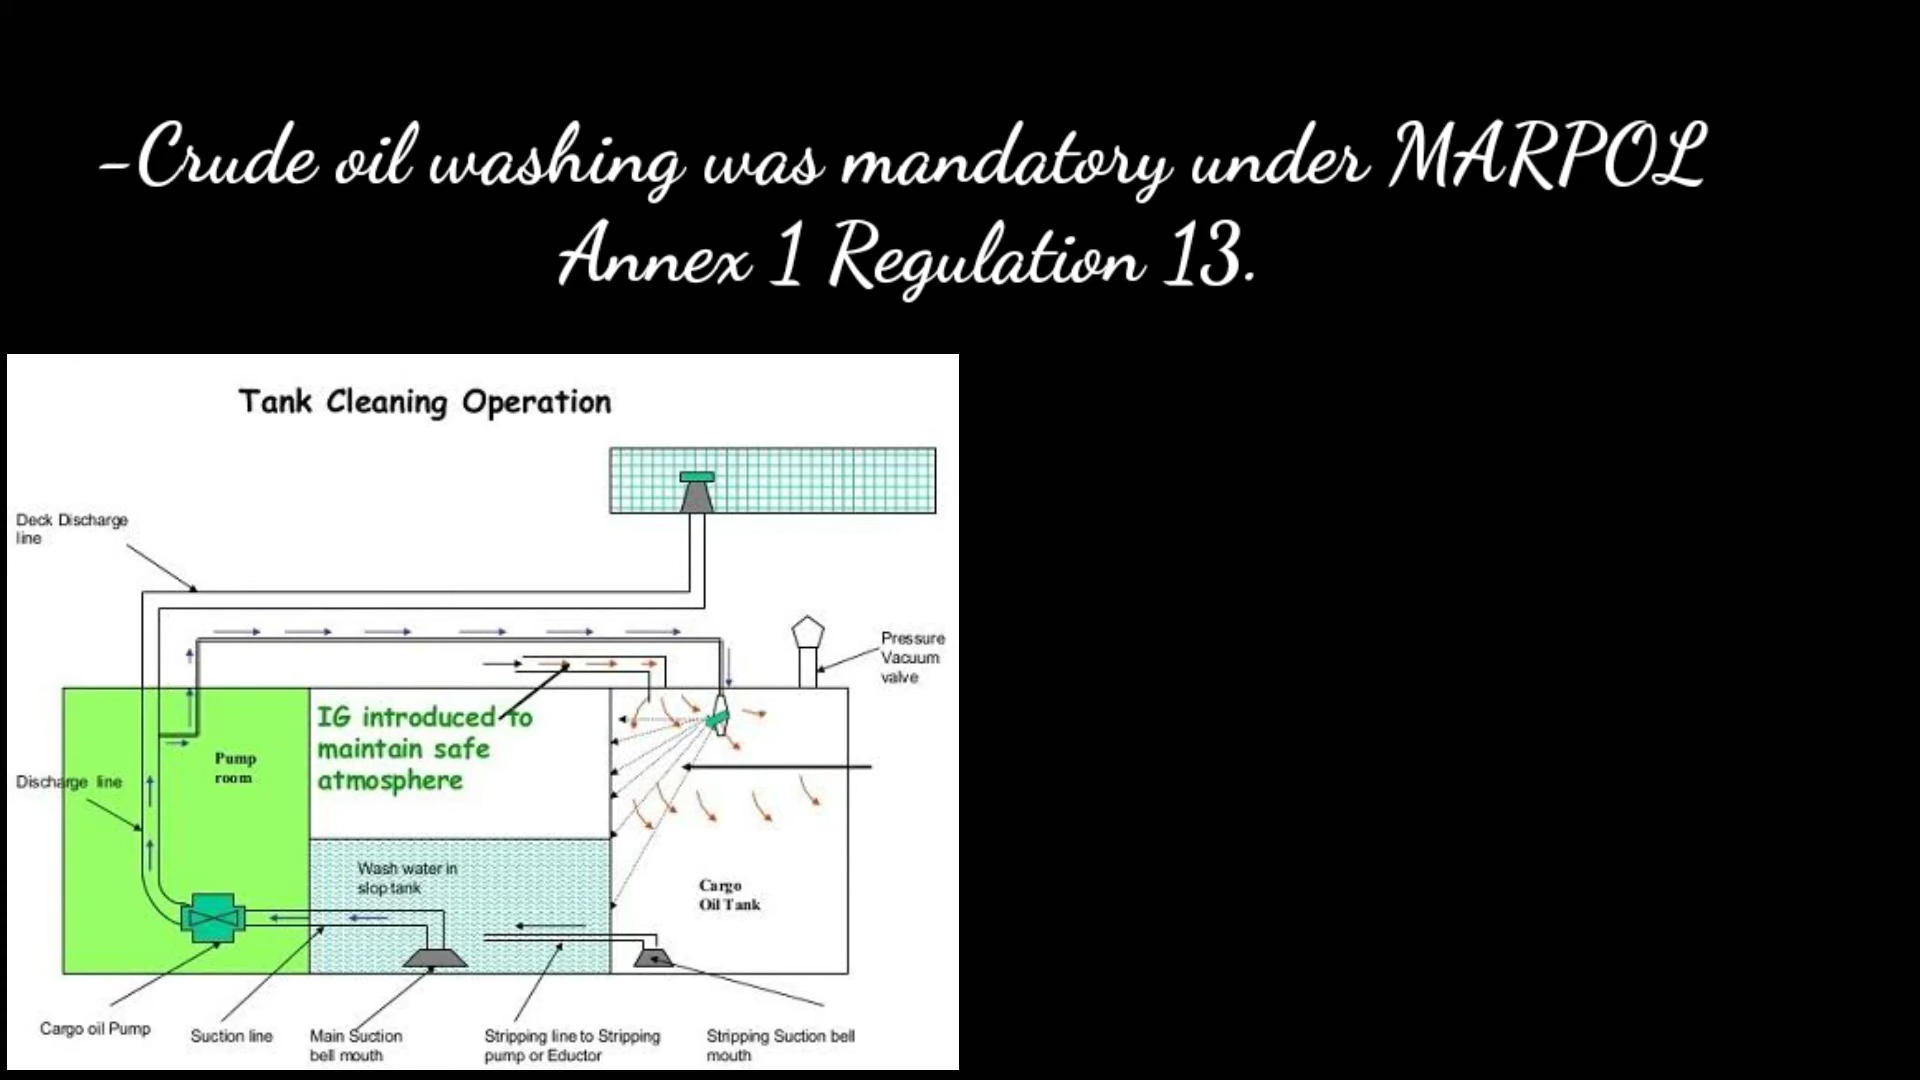 -Crude oil washing was mandatory under MARPOL
Annex 1 Regulation 13.
Tank Cleaning Operation
Deck Discharge
line
Pressure
Vacuum
valve
IG introduced to
maintain safe
atmosphere
Pump
room
Discharge line
Wash water in
slop tank
Cargo
Oil Tank
Cargo oil Pump
Suction line
Main Suction
bell mouth
Stripping line to Stripping
pump or Eductor
Stripping Suction bell
mouth